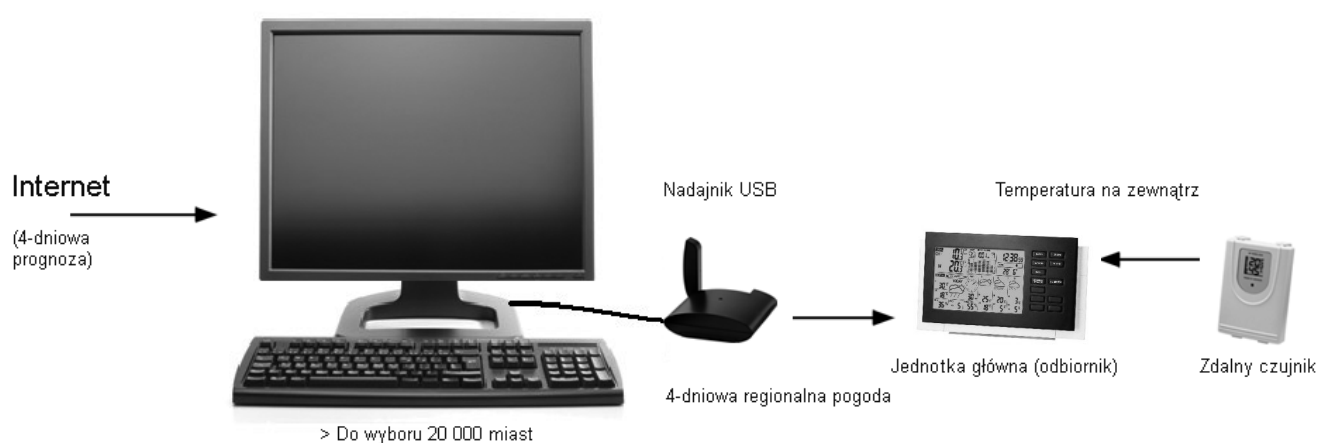 Internet
(4-dniowa
prognoza)
Nadajnik USB
Temperatura na zewnątrz
Jednotka główna (odbiornik)
Zdalny czujnik
4-dniowa regionalna pogoda
> Do wyboru 20 000 miast